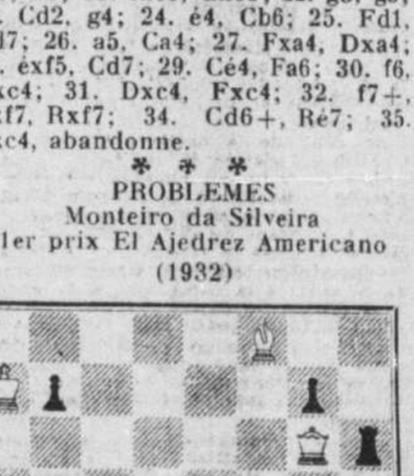 Cd2. g4; 24. é4, Cb6; 25. Fd1,
d7; 26. a5, Ca4; 27. Fxa4, Dxa4;
. éxf5, Cd7; 29. Cé4, Fa6; 30. f6,
xc4; 31. Dxc4, Fxc4; 32. f7+,
xf7, Rxf7; 34. Cd6+, Ré7; 35.
xc4, abandonne.
* * *
PROBLEMES
Monteiro da Silveira
1er prix El Ajedrez Americano
(1932)